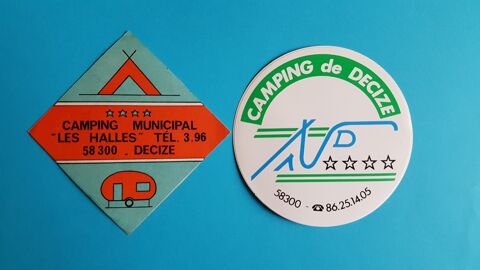 CAMPING MUNICIPAL
"LES HALLES" TÉL. 3.96
58300 . DECIZE
CAMPING de DECIZE
D
58300 - ☎ 86.25.14.05